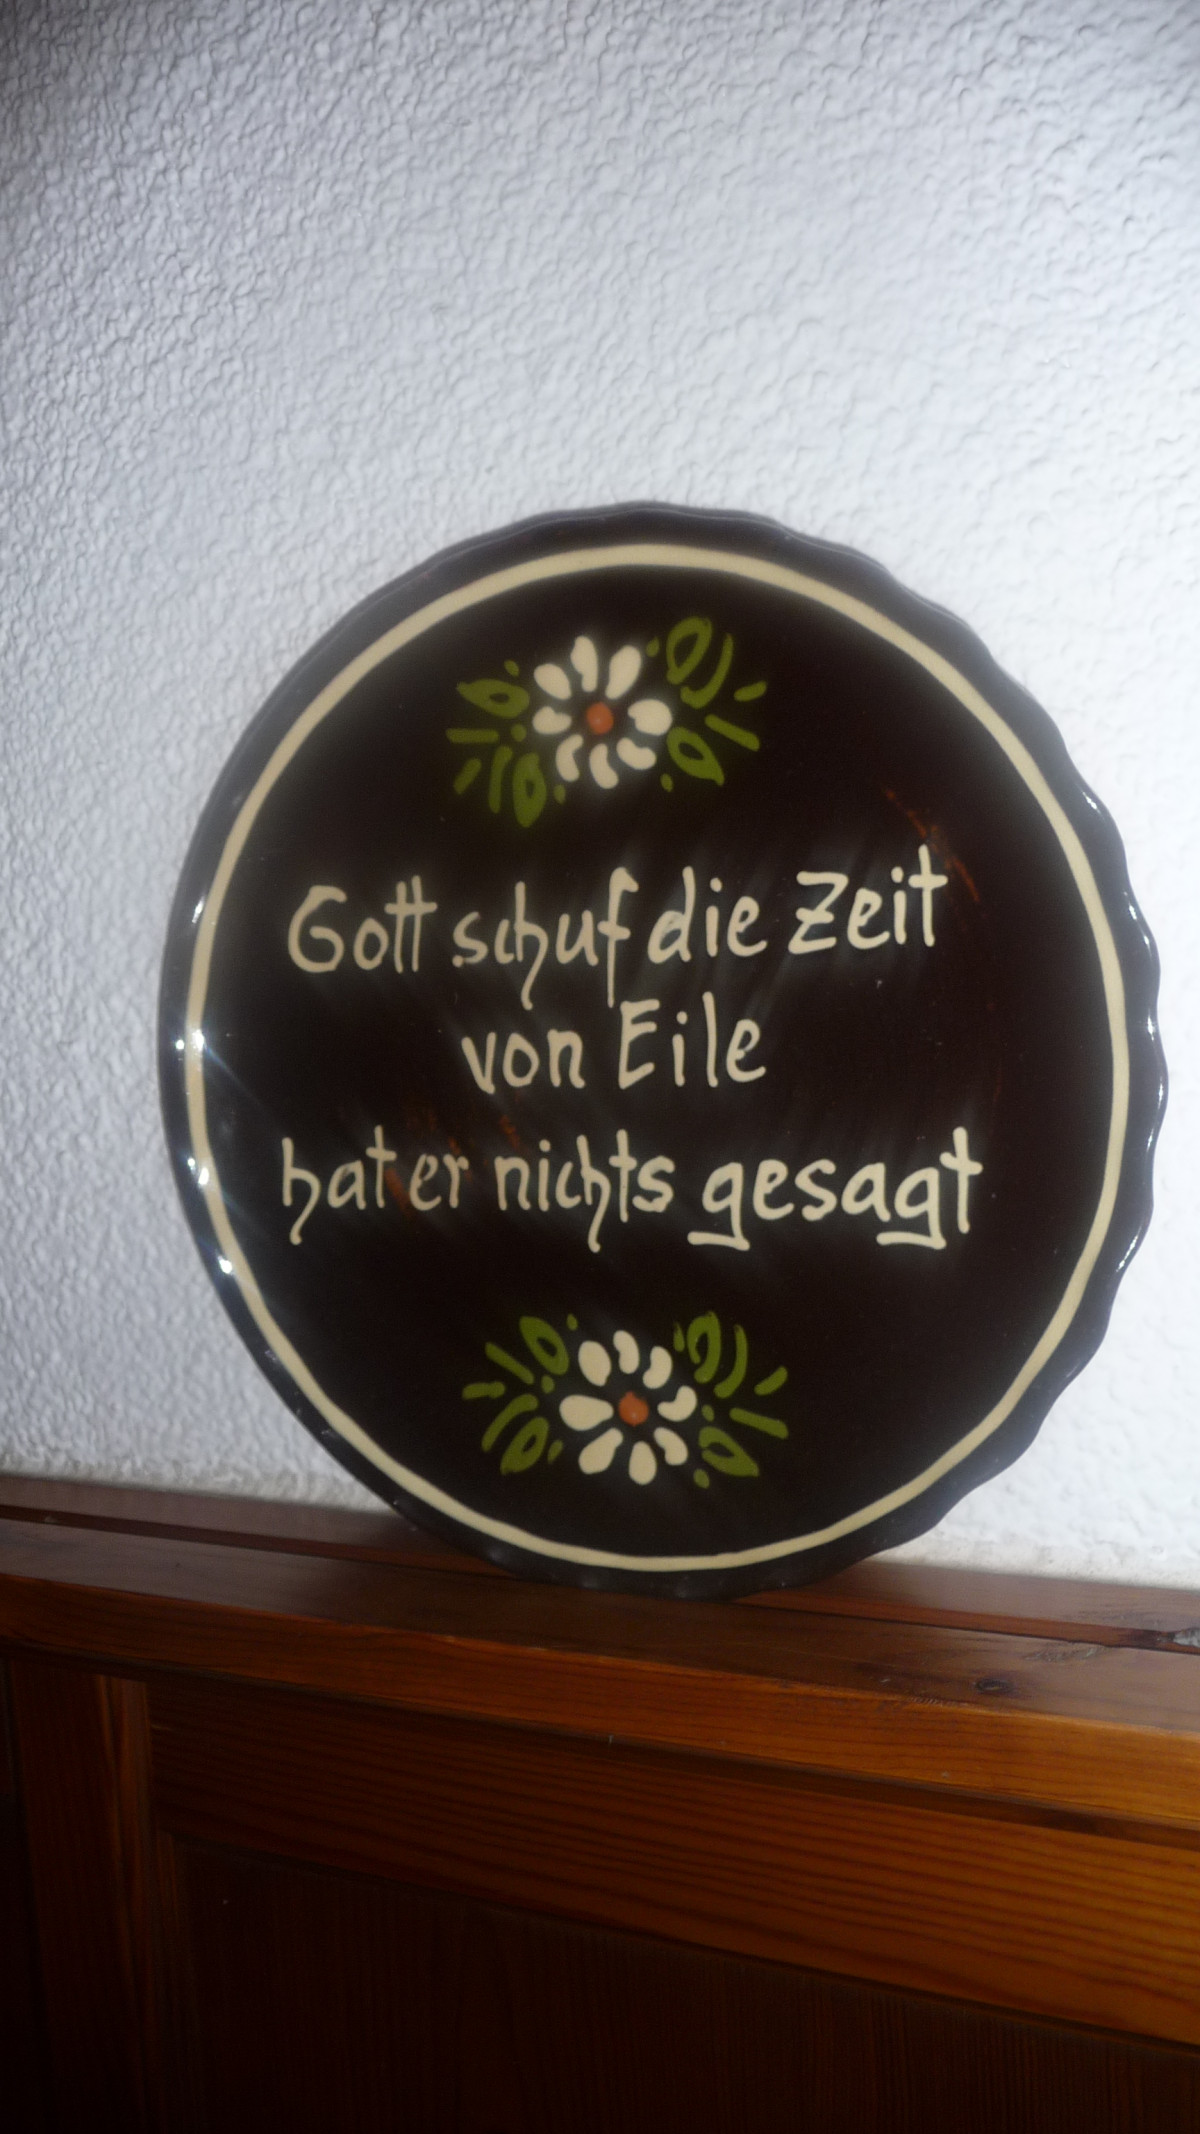 Gott schuf die Zeit
von Eile
hat er nichts gesagt